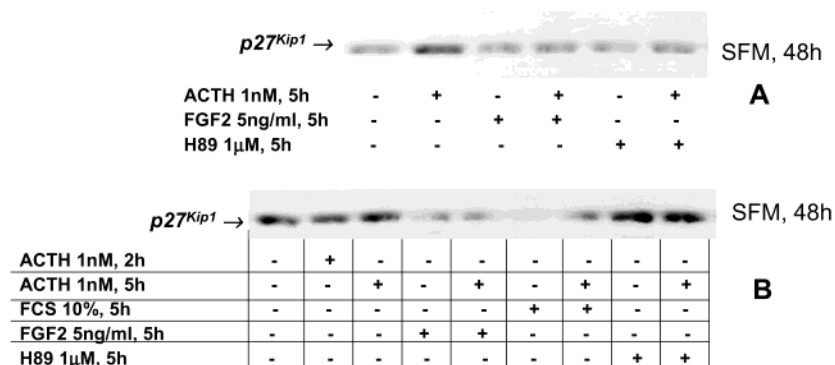 p27Kip1 →
SFM, 48h
ACTH 1nM, 5h - + - + - +
A
FGF2 5ng/ml, 5h - - + + - -
H89 1μM, 5h - - - - + +
p27Kip1 →
SFM, 48h
ACTH 1nM, 2h - + - - - - - - -
ACTH 1nM, 5h - - + - + - + - +
B
FCS 10%, 5h - - - - - + + - -
FGF2 5ng/ml, 5h - - - + + - - - -
H89 1μM, 5h - - - - - - - + +